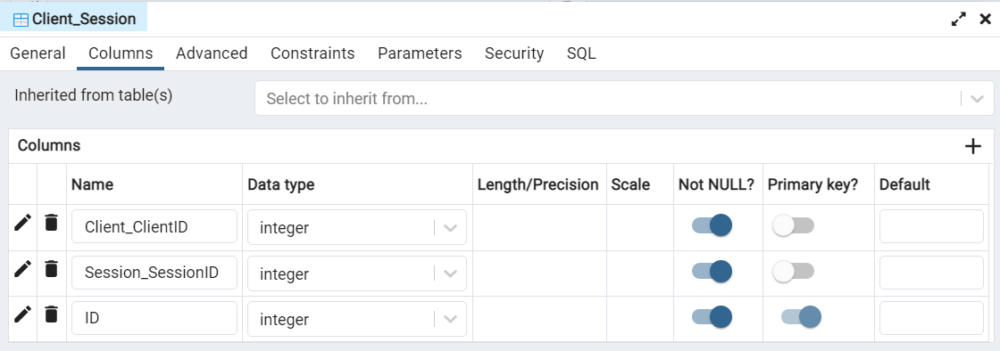 Client_Session
General Columns Advanced Constraints Parameters Security SQL
Inherited from table(s) Select to inherit from...
Columns
Name Data type Length/Precision Scale Not NULL? Primary key? Default
Client_ClientID integer
Session_SessionID integer
ID integer